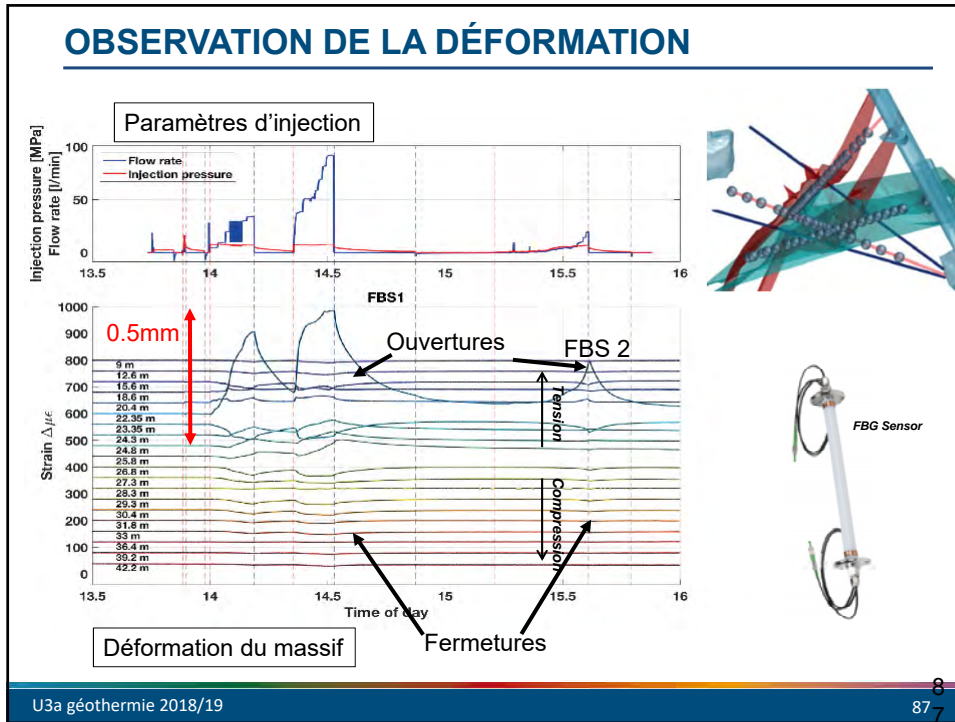 OBSERVATION DE LA DÉFORMATION
Paramètres d'injection
Injection pressure [MPa]
Flow rate [l/min]
100
50
0
Flow rate
Injection pressure
13.5
14
14.5
15
15.5
16
FBS1
1000
900
800
700
600
500
400
300
200
100
0
Strain Δμε
0.5mm
Ouvertures
FBS 2
Tension
Compression
9 m
12.6 m
15.6 m
18.6 m
20.4 m
22.35 m
23.35 m
24.3 m
24.8 m
25.8 m
26.8 m
27.3 m
28.3 m
29.3 m
30.4 m
31.8 m
33 m
36.4 m
39.2 m
42.2 m
13.5
14
14.5
15
15.5
16
Time of day
FBG Sensor
Fermetures
Déformation du massif
U3a géothermie 2018/19
87
8
7